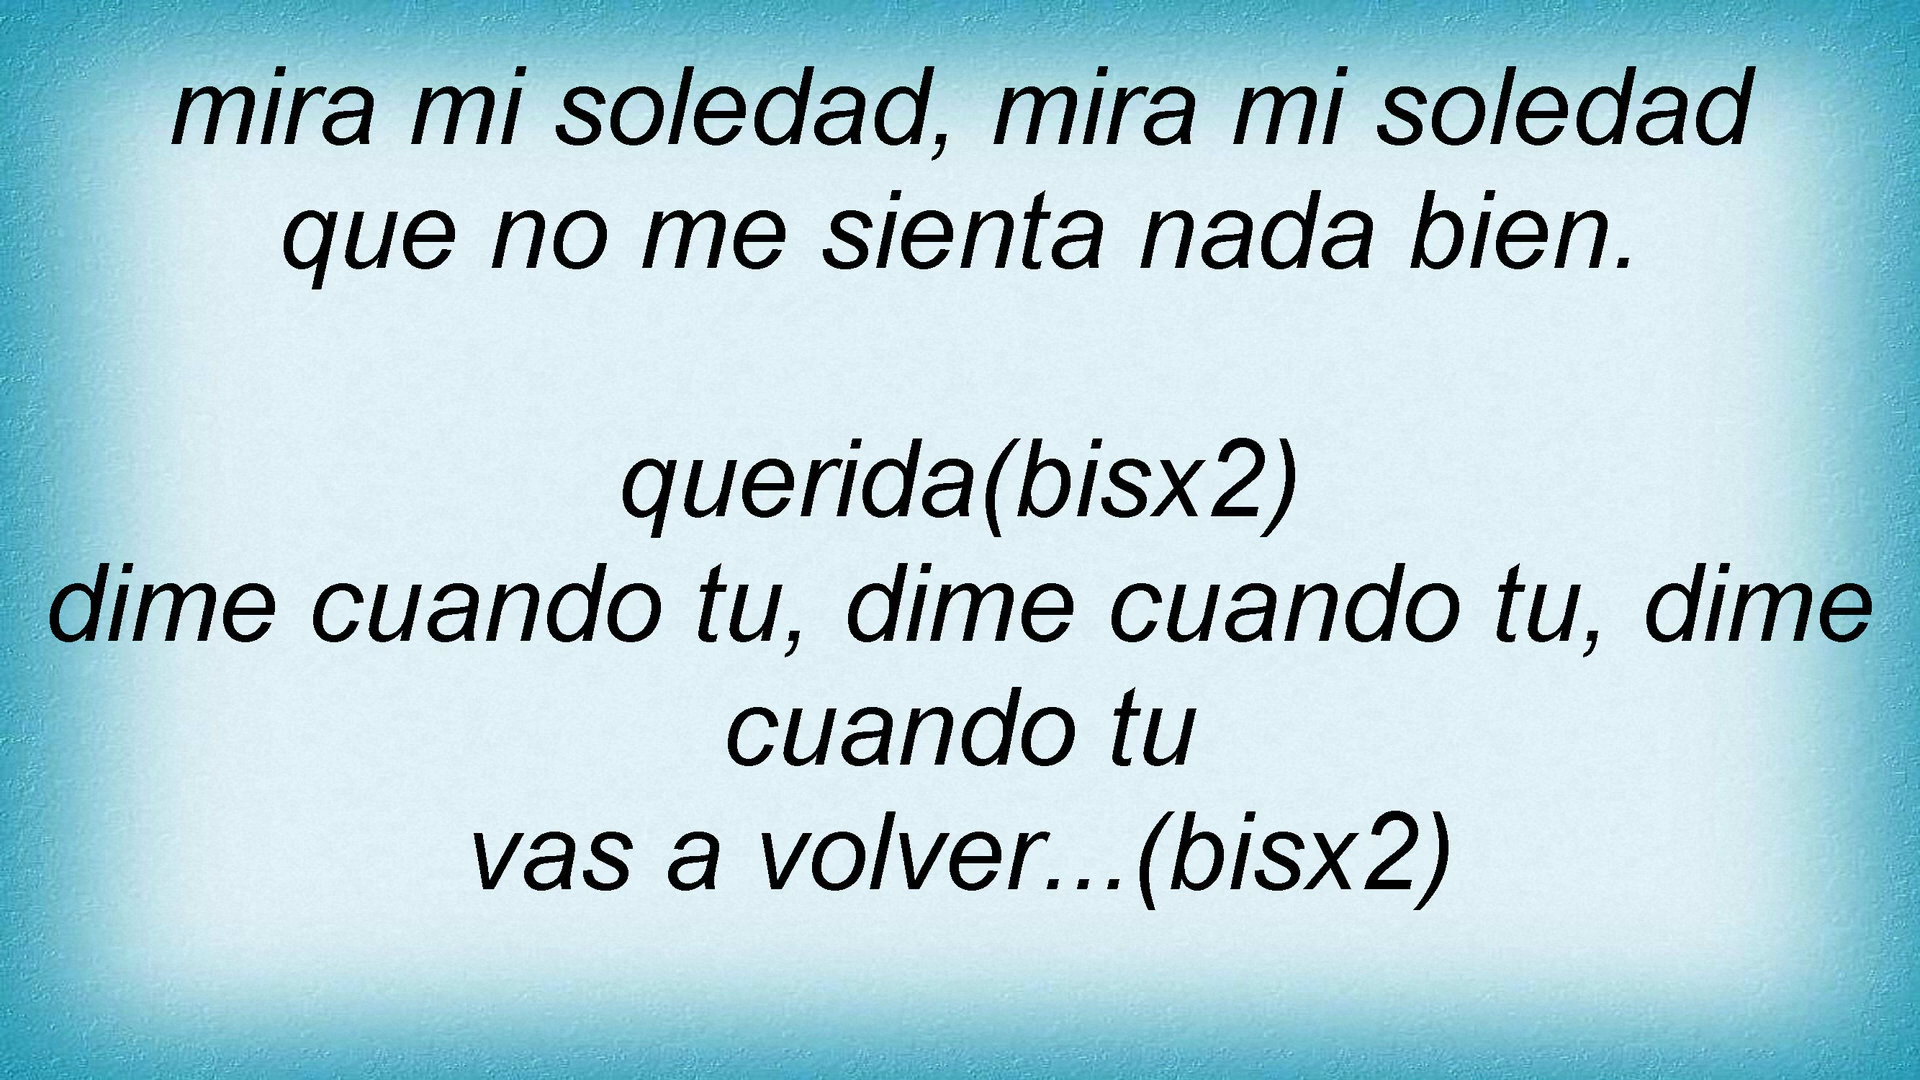 mira mi soledad, mira mi soledad
que no me sienta nada bien.
querida(bisx2)
dime cuando tu, dime cuando tu, dime
cuando tu
vas a volver...(bisx2)